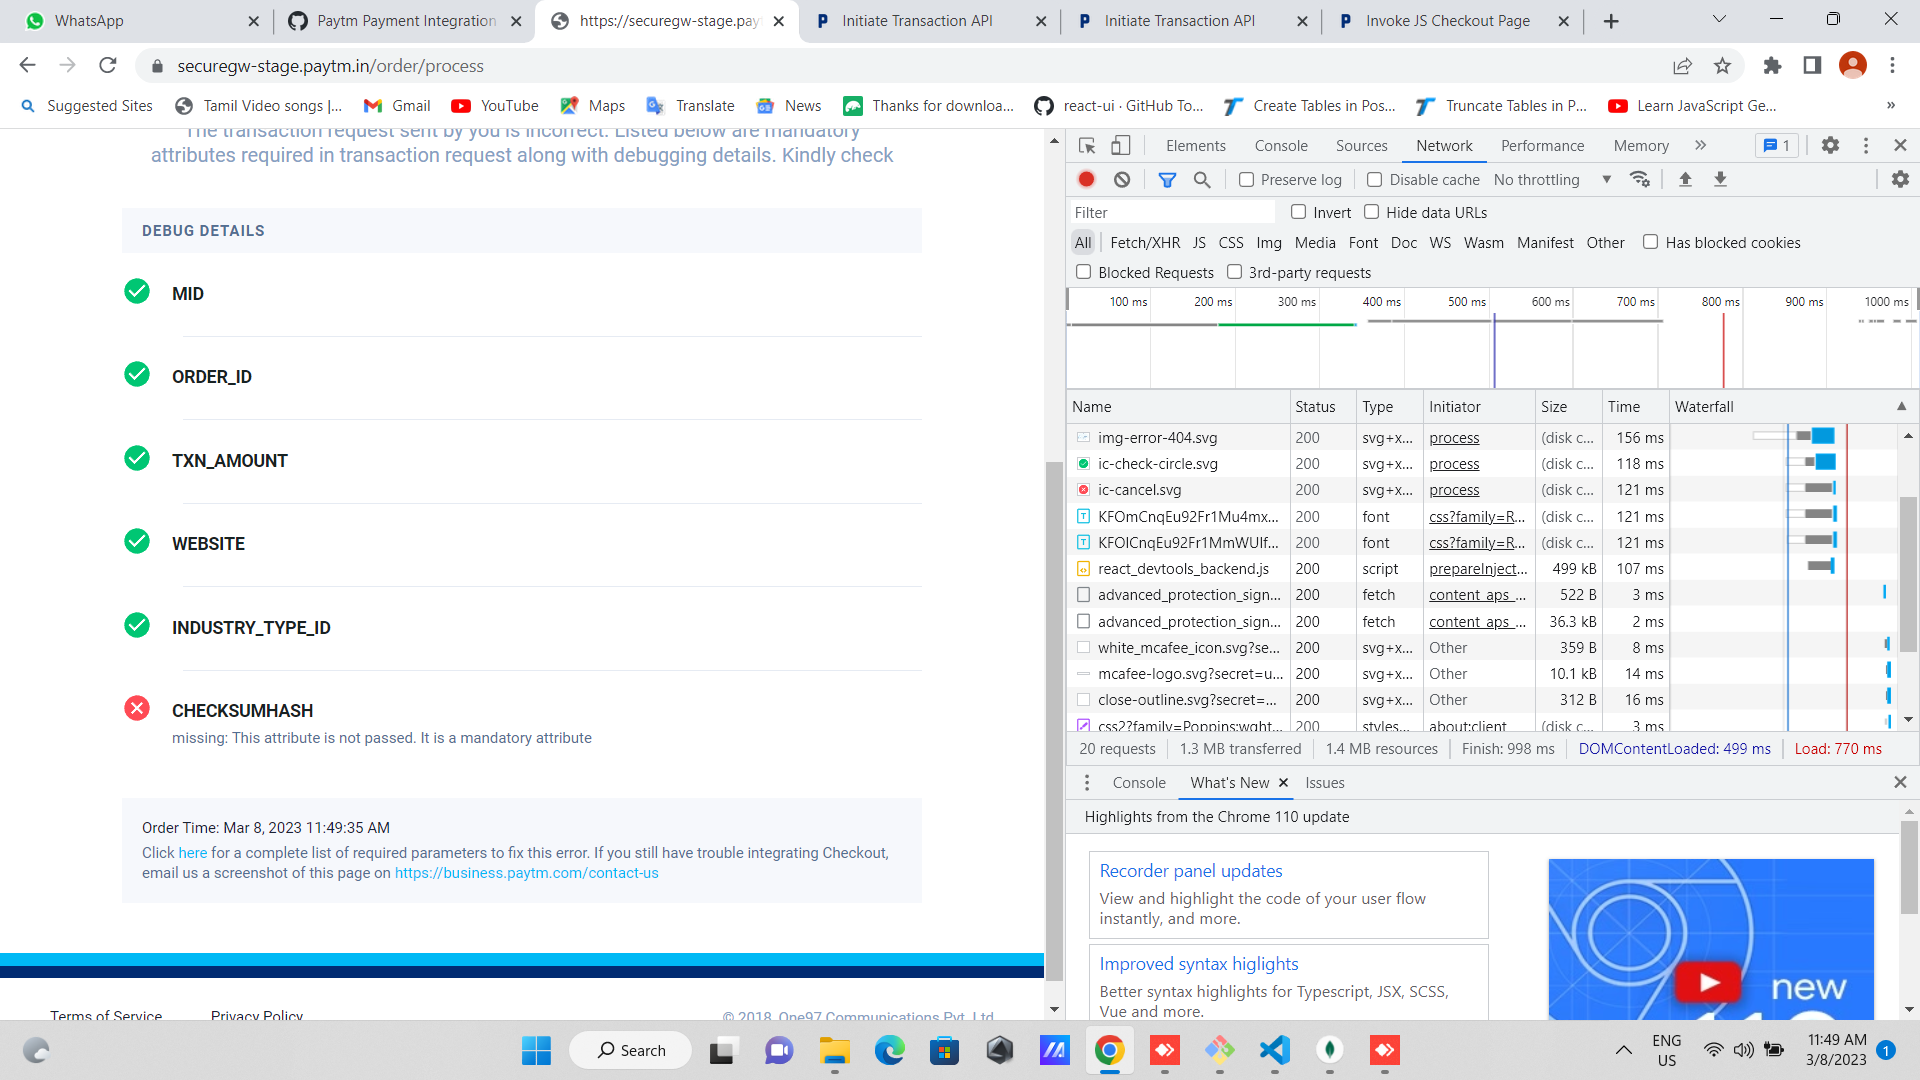 WhatsApp
Paytm Payment Integration
https://securegw-stage.pay
Initiate Transaction API
Initiate Transaction API
Invoke JS Checkout Page
securegw-stage.paytm.in/order/process
Suggested Sites
Tamil Video songs |...
Gmail
YouTube
Maps
Translate
News
Thanks for downloa...
react-ui · GitHub To...
Create Tables in Pos...
Truncate Tables in P...
Learn JavaScript Ge...
»
The transaction request sent by you is incorrect. Listed below are mandatory
attributes required in transaction request along with debugging details. Kindly check
DEBUG DETAILS
MID
ORDER_ID
TXN_AMOUNT
WEBSITE
INDUSTRY_TYPE_ID
CHECKSUMHASH
missing: This attribute is not passed. It is a mandatory attribute
Order Time: Mar 8, 2023 11:49:35 AM
Click here for a complete list of required parameters to fix this error. If you still have trouble integrating Checkout,
email us a screenshot of this page on https://business.paytm.com/contact-us
Terms of Service
Privacy Policy
© 2018, One97 Communications Pvt. Ltd.
Elements
Console
Sources
Network
Performance
Memory
»
1
Preserve log
Disable cache
No throttling
Filter
Invert
Hide data URLs
All
Fetch/XHR
JS
CSS
Img
Media
Font
Doc
WS
Wasm
Manifest
Other
Has blocked cookies
Blocked Requests
3rd-party requests
100 ms
200 ms
300 ms
400 ms
500 ms
600 ms
700 ms
800 ms
900 ms
1000 ms
Name Status Type Initiator Size Time Waterfall
img-error-404.svg 200 svg+x... process (disk c... 156 ms
ic-check-circle.svg 200 svg+x... process (disk c... 118 ms
ic-cancel.svg 200 svg+x... process (disk c... 121 ms
KFOmCnqEu92Fr1Mu4mx... 200 font css?family=R... (disk c... 121 ms
KFOlCnqEu92Fr1MmWUlf... 200 font css?family=R... (disk c... 121 ms
react_devtools_backend.js 200 script prepareInject... 499 kB 107 ms
advanced_protection_sign... 200 fetch content_aps_... 522 B 3 ms
advanced_protection_sign... 200 fetch content_aps_... 36.3 kB 2 ms
white_mcafee_icon.svg?se... 200 svg+x... Other 359 B 8 ms
mcafee-logo.svg?secret=u... 200 svg+x... Other 10.1 kB 14 ms
close-outline.svg?secret=... 200 svg+x... Other 312 B 16 ms
css2?family=Poppins:wght... 200 styles... about:client (disk c... 3 ms
20 requests
1.3 MB transferred
1.4 MB resources
Finish: 998 ms
DOMContentLoaded: 499 ms
Load: 770 ms
Console
What's New
Issues
Highlights from the Chrome 110 update
Recorder panel updates
View and highlight the code of your user flow
instantly, and more.
Improved syntax higlights
Better syntax highlights for Typescript, JSX, SCSS,
Vue and more.
new
Search
ENG
US
11:49 AM
3/8/2023
1